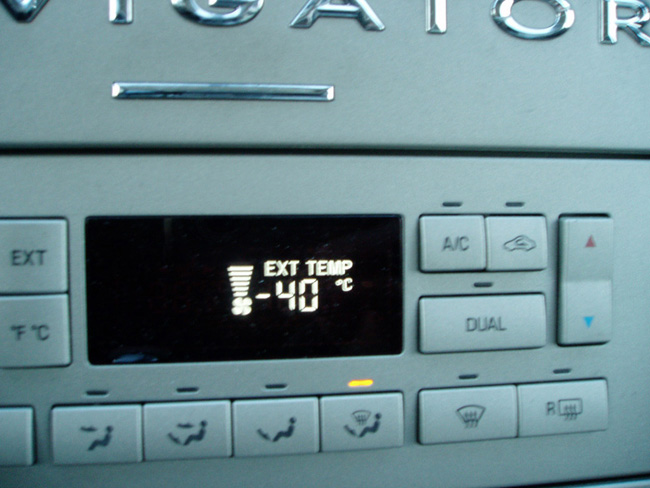 VIGATOR
EXT
EXT TEMP
-40 °C
A/C
°F °C
DUAL
R